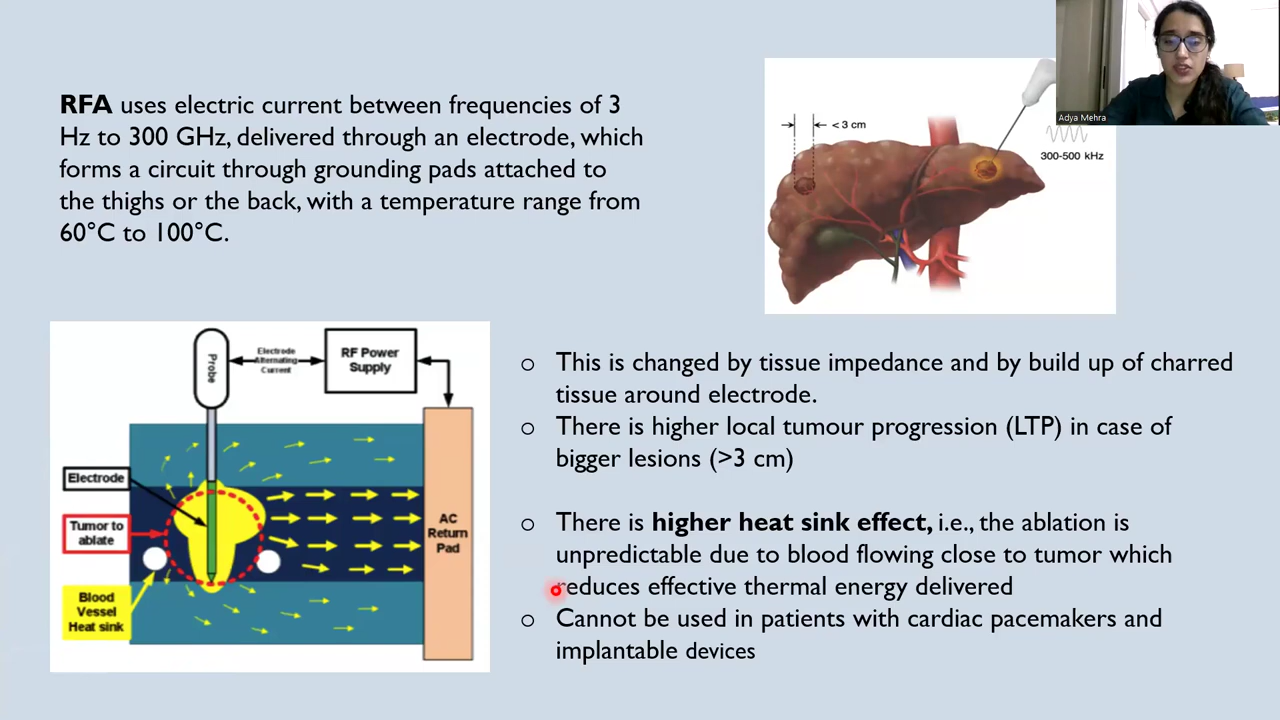 RFA uses electric current between frequencies of 3
Hz to 300 GHz, delivered through an electrode, which
forms a circuit through grounding pads attached to
the thighs or the back, with a temperature range from
60°C to 100°C.
< 3 cm
300-500 kHz
Adya Mehra
Probe
Electrode
Alternating
Current
RF Power
Supply
Electrode
Tumor to
ablate
Blood
Vessel
Heat sink
AC
Return
Pad
○ This is changed by tissue impedance and by build up of charred
tissue around electrode.
○ There is higher local tumour progression (LTP) in case of
bigger lesions (>3 cm)
○ There is higher heat sink effect, i.e., the ablation is
unpredictable due to blood flowing close to tumor which
reduces effective thermal energy delivered
○ Cannot be used in patients with cardiac pacemakers and
implantable devices